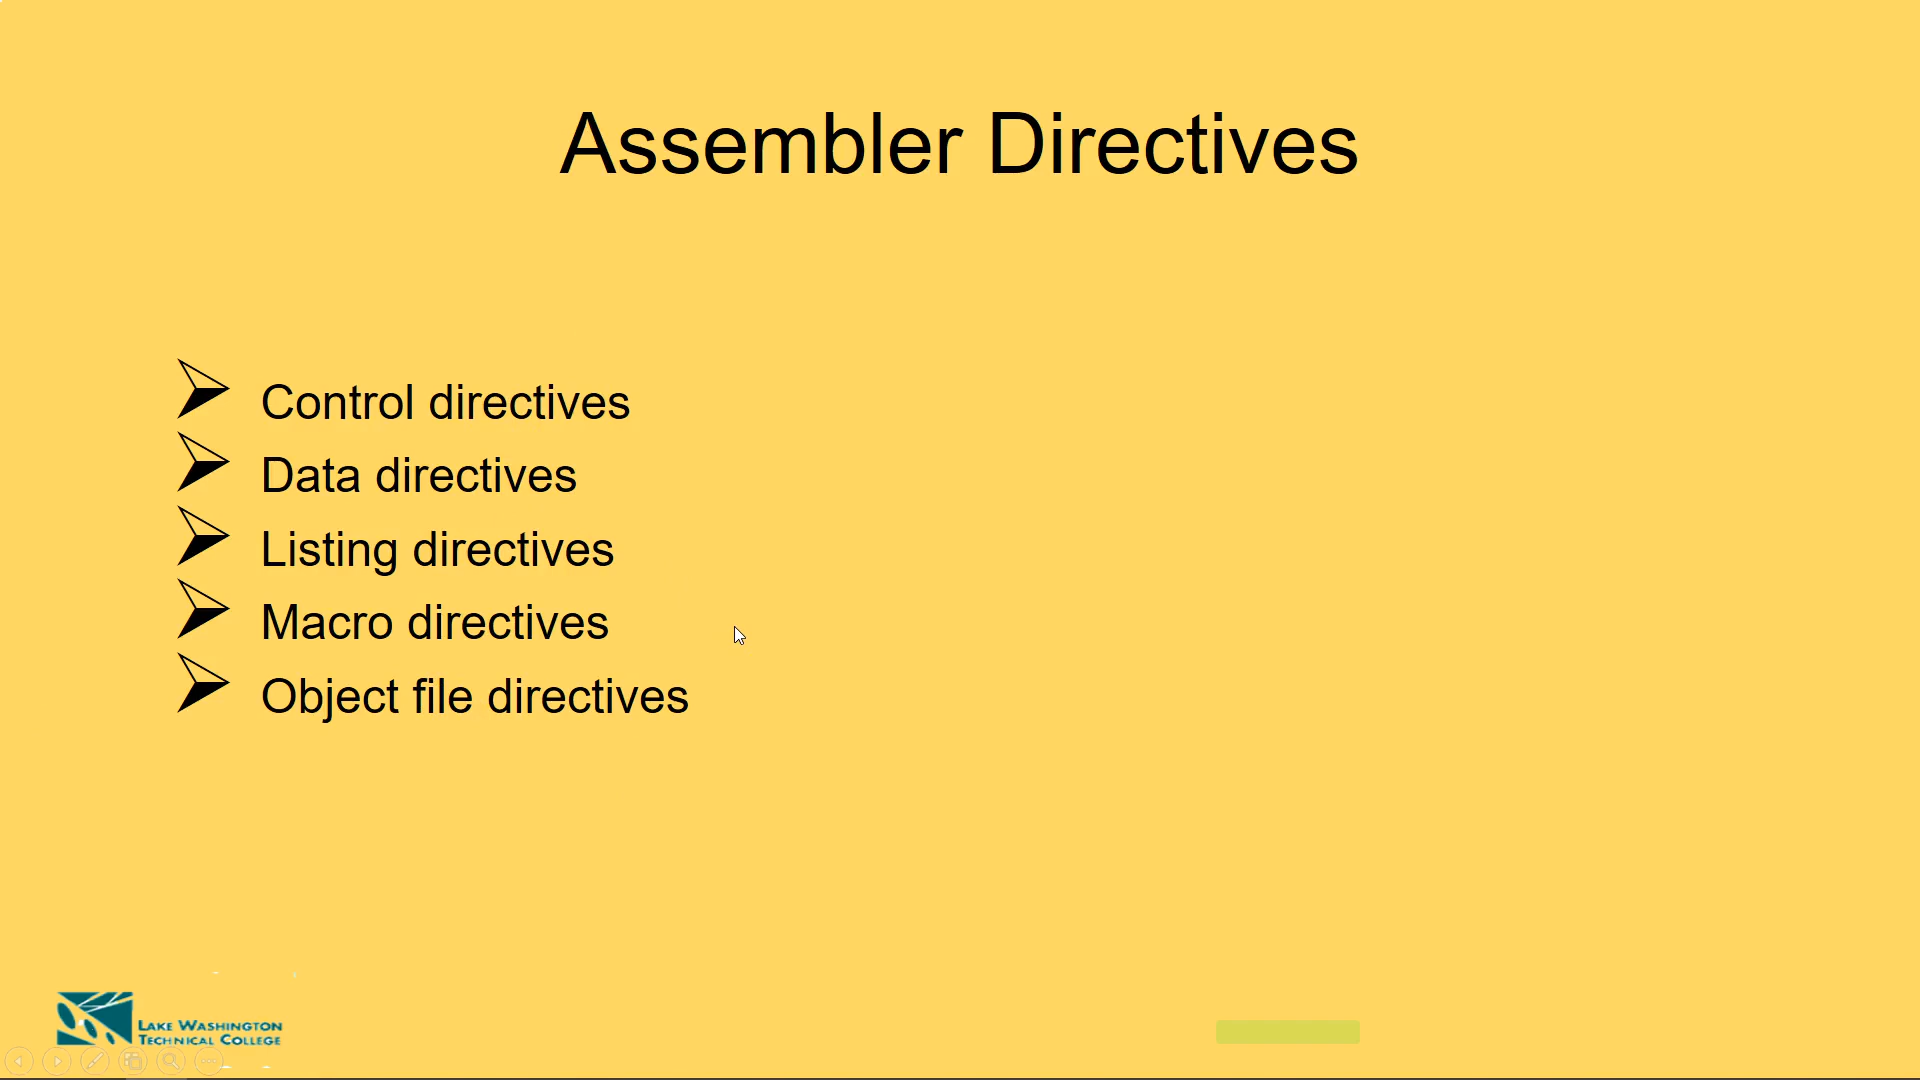 Assembler Directives
Control directives
Data directives
Listing directives
Macro directives
Object file directives
LAKE WASHINGTON
TECHNICAL COLLEGE